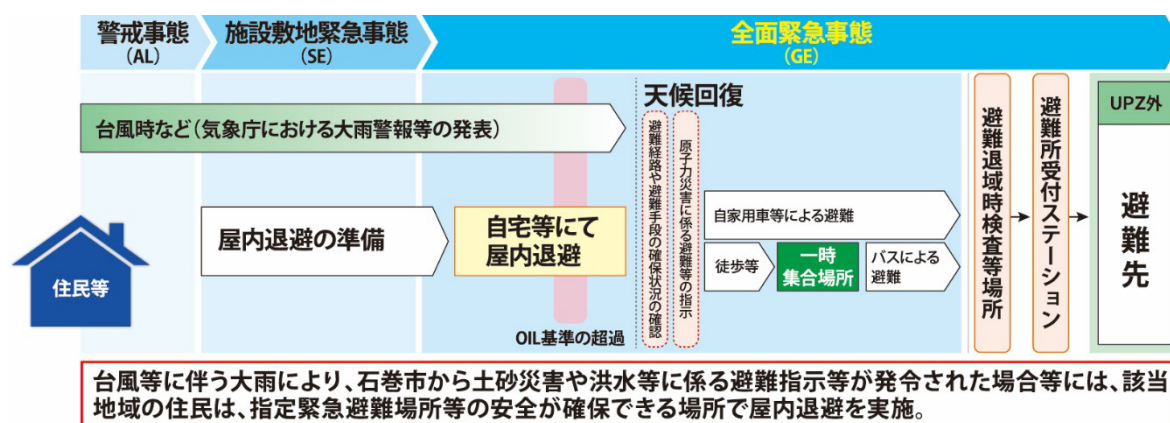 警戒事態
(AL)
施設敷地緊急事態
(SE)
全面緊急事態
(GE)
台風時など(気象庁における大雨警報等の発表)
天候回復
避難経路や避難手段の確保状況の確認
原子力災害に係る避難等の指示
住民等
屋内退避の準備
自宅等にて
屋内退避
OIL基準の超過
自家用車等による避難
徒歩等
一時
集合場所
バスによる
避難
避難退域時検査等場所
避難所受付ステーション
UPZ外
避難先
台風等に伴う大雨により、石巻市から土砂災害や洪水等に係る避難指示等が発令された場合等には、該当
地域の住民は、指定緊急避難場所等の安全が確保できる場所で屋内退避を実施。